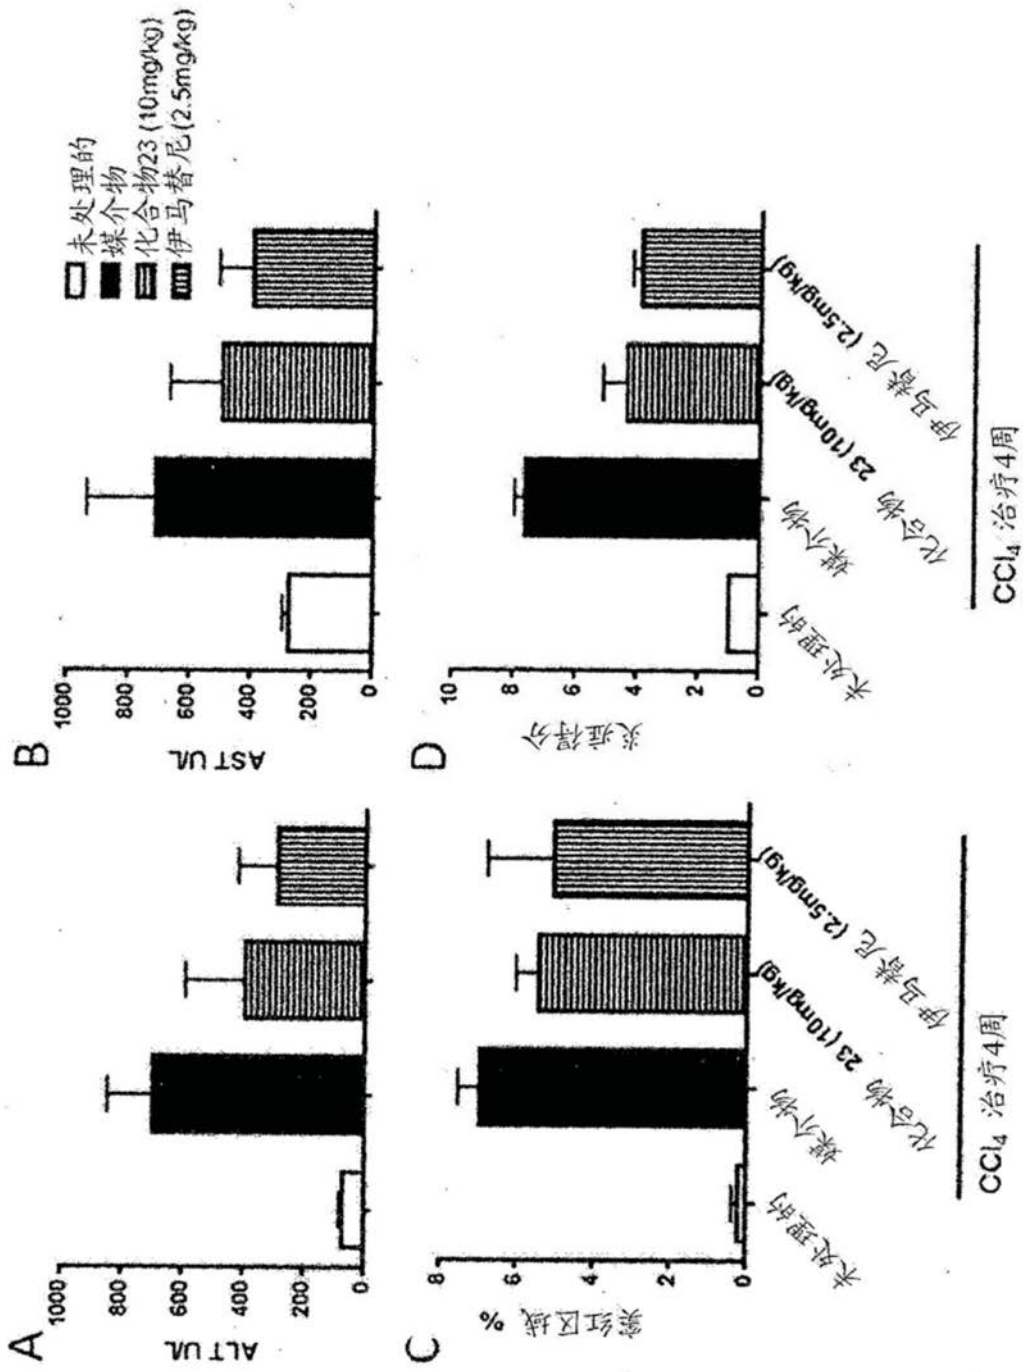 A
ALT U/L
1000
800
600
400
200
0
B
AST U/L
1000
800
600
400
200
0
未处理的
媒介物
化合物23 (10mg/kg)
伊马替尼(2.5mg/kg)
C
窦红区域 %
8
6
4
2
0
未处理的
媒介物
化合物 23 (10mg/kg)
伊马替尼 (2.5mg/kg)
CCl₄ 治疗4周
D
炎症得分
10
8
6
4
2
0
未处理的
媒介物
化合物 23 (10mg/kg)
伊马替尼 (2.5mg/kg)
CCl₄ 治疗4周